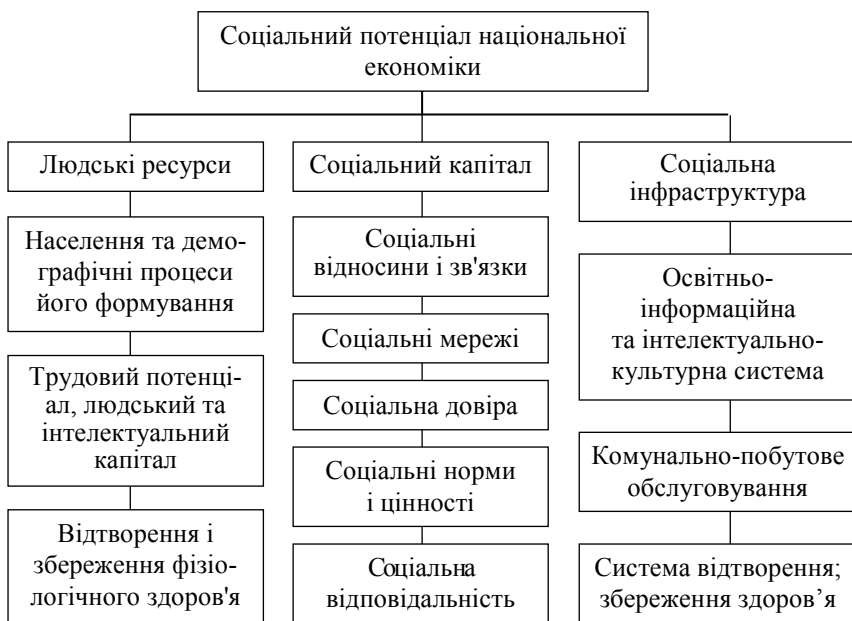 Соціальний потенціал національної
економіки
Людські ресурси
Населення та демо-
графічні процеси
його формування
Трудовий потенці-
ал, людський та
інтелектуальний
капітал
Відтворення і
збереження фізіо-
логічного здоров'я
Соціальний капітал
Соціальні
відносини і зв'язки
Соціальні мережі
Соціальна довіра
Соціальні норми
і цінності
Соціальна
відповідальність
Соціальна
інфраструктура
Освітньо-
інформаційна
та інтелектуально-
культурна система
Комунально-побутове
обслуговування
Система відтворення;
збереження здоров’я